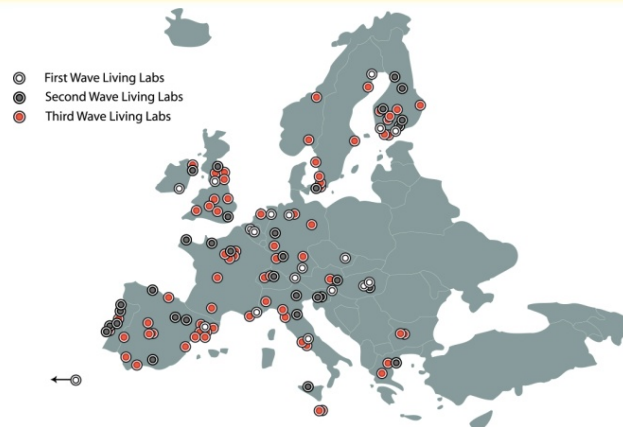 First Wave Living Labs
Second Wave Living Labs
Third Wave Living Labs